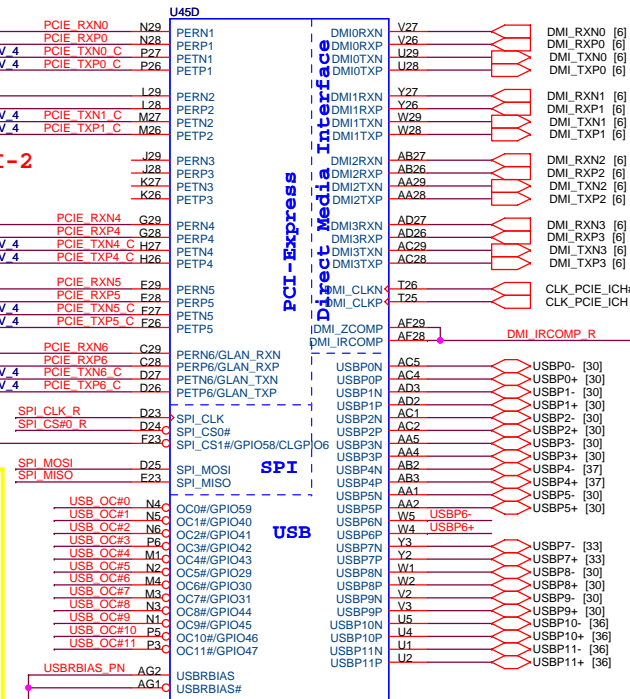 U45D
PCIE_RXN0 N29 PERN1 DMI0RXN V27 DMI_RXN0 [6]
PCIE_RXP0 N28 PERP1 DMI0RXP V26 DMI_RXP0 [6]
V_4 PCIE_TXN0_C P27 PETN1 DMI0TXN U29 DMI_TXN0 [6]
V_4 PCIE_TXP0_C P26 PETP1 DMI0TXP U28 DMI_TXP0 [6]
L29 PERN2 DMI1RXN Y27 DMI_RXN1 [6]
L28 PERP2 DMI1RXP Y26 DMI_RXP1 [6]
V_4 PCIE_TXN1_C M27 PETN2 DMI1TXN W29 DMI_TXN1 [6]
V_4 PCIE_TXP1_C M26 PETP2 DMI1TXP W28 DMI_TXP1 [6]
I-2
J29 PERN3 DMI2RXN AB27 DMI_RXN2 [6]
J28 PERP3 DMI2RXP AB26 DMI_RXP2 [6]
K27 PETN3 DMI2TXN AA29 DMI_TXN2 [6]
K26 PETP3 DMI2TXP AA28 DMI_TXP2 [6]
PCI-Express
Direct Media Interface
PCIE_RXN4 G29 PERN4 DMI3RXN AD27 DMI_RXN3 [6]
PCIE_RXP4 G28 PERP4 DMI3RXP AD26 DMI_RXP3 [6]
V_4 PCIE_TXN4_C H27 PETN4 DMI3TXN AC29 DMI_TXN3 [6]
V_4 PCIE_TXP4_C H26 PETP4 DMI3TXP AC28 DMI_TXP3 [6]
PCIE_RXN5 E29 PERN5 DMI_CLKN T26 CLK_PCIE_ICH#
PCIE_RXP5 E28 PERP5 DMI_CLKP T25 CLK_PCIE_ICH
V_4 PCIE_TXN5_C F27 PETN5
V_4 PCIE_TXP5_C F26 PETP5 DMI_ZCOMP AF29
DMI_IRCOMP AF28 DMI_IRCOMP_R
PCIE_RXN6 C29 PERN6/GLAN_RXN
PCIE_RXP6 C28 PERP6/GLAN_RXP USBP0N AC5 USBP0- [30]
V_4 PCIE_TXN6_C D27 PETN6/GLAN_TXN USBP0P AC4 USBP0+ [30]
V_4 PCIE_TXP6_C D26 PETP6/GLAN_TXP USBP1N AD3 USBP1- [30]
USBP1P AD2 USBP1+ [30]
SPI_CLK_R D23 SPI_CLK USBP2N AC1 USBP2- [30]
SPI_CS#0_R D24 SPI_CS0# USBP2P AC2 USBP2+ [30]
F23 SPI_CS1#/GPIO58/CLGPIO6 USBP3N AA5 USBP3- [30]
USBP3P AA4 USBP3+ [30]
SPI_MOSI D25 SPI_MOSI SPI USBP4N AB2 USBP4- [37]
SPI_MISO E23 SPI_MISO USBP4P AB3 USBP4+ [37]
USBP5N AA1 USBP5- [30]
USB_OC#0 N4 OC0#/GPIO59 USBP5P AA2 USBP5+ [30]
USB_OC#1 N5 OC1#/GPIO40 USBP6N W5 USBP6-
USB_OC#2 N6 OC2#/GPIO41 USB USBP6P W4 USBP6+
USB_OC#3 P6 OC3#/GPIO42 USBP7N Y3 USBP7- [33]
USB_OC#4 M1 OC4#/GPIO43 USBP7P Y2 USBP7+ [33]
USB_OC#5 N2 OC5#/GPIO29 USBP8N W1 USBP8- [30]
USB_OC#6 M4 OC6#/GPIO30 USBP8P W2 USBP8+ [30]
USB_OC#7 M3 OC7#/GPIO31 USBP9N V2 USBP9- [30]
USB_OC#8 N3 OC8#/GPIO44 USBP9P V3 USBP9+ [30]
USB_OC#9 N1 OC9#/GPIO45 USBP10N U5 USBP10- [36]
USB_OC#10 P5 OC10#/GPIO46 USBP10P U4 USBP10+ [36]
USB_OC#11 P3 OC11#/GPIO47 USBP11N U1 USBP11- [36]
USBP11P U2 USBP11+ [36]
USBRBIAS_PN AG2 USBRBIAS
AG1 USBRBIAS#